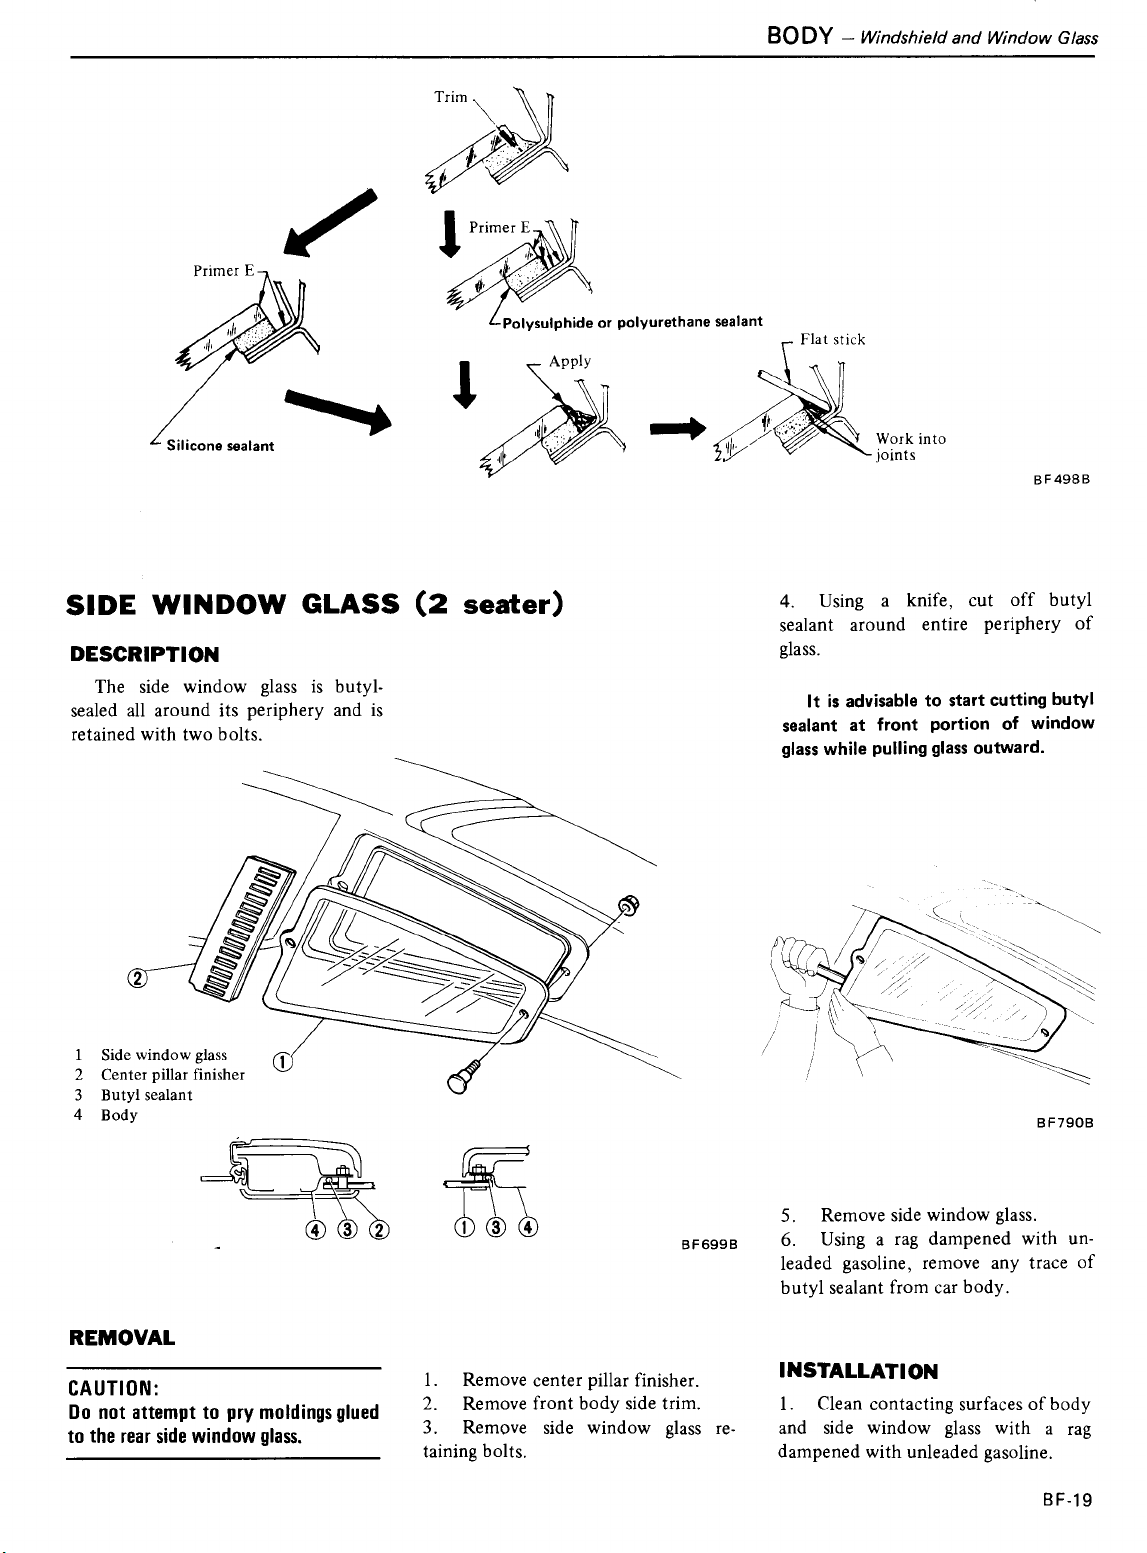 BODY – Windshield and Window Glass
Trim
Primer E
Primer E
Polysulphide or polyurethane sealant
Flat stick
Apply
Silicone sealant
Work into
joints
BF498B
SIDE WINDOW GLASS (2 seater)
DESCRIPTION
The side window glass is butyl-
sealed all around its periphery and is
retained with two bolts.
2
1
1 Side window glass
2 Center pillar finisher
3 Butyl sealant
4 Body
4 3 2
1 3 4
BF699B
REMOVAL
CAUTION:
Do not attempt to pry moldings glued
to the rear side window glass.
1. Remove center pillar finisher.
2. Remove front body side trim.
3. Remove side window glass re-
taining bolts.
4. Using a knife, cut off butyl
sealant around entire periphery of
glass.
It is advisable to start cutting butyl
sealant at front portion of window
glass while pulling glass outward.
BF790B
5. Remove side window glass.
6. Using a rag dampened with un-
leaded gasoline, remove any trace of
butyl sealant from car body.
INSTALLATION
1. Clean contacting surfaces of body
and side window glass with a rag
dampened with unleaded gasoline.
BF-19